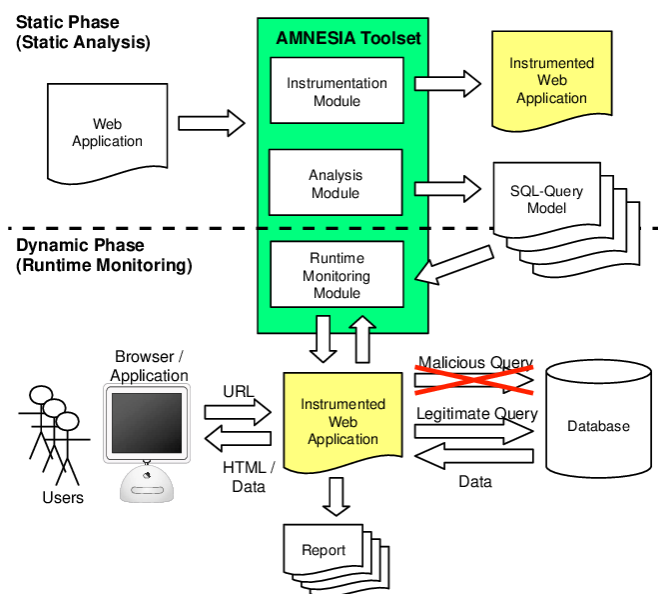 Static Phase
(Static Analysis)
AMNESIA Toolset
Instrumentation
Module
Instrumented
Web
Application
Web
Application
Analysis
Module
SQL-Query
Model
Dynamic Phase
(Runtime Monitoring)
Runtime
Monitoring
Module
Browser /
Application
URL
HTML /
Data
Users
Instrumented
Web
Application
Malicious Query
Legitimate Query
Data
Database
Report